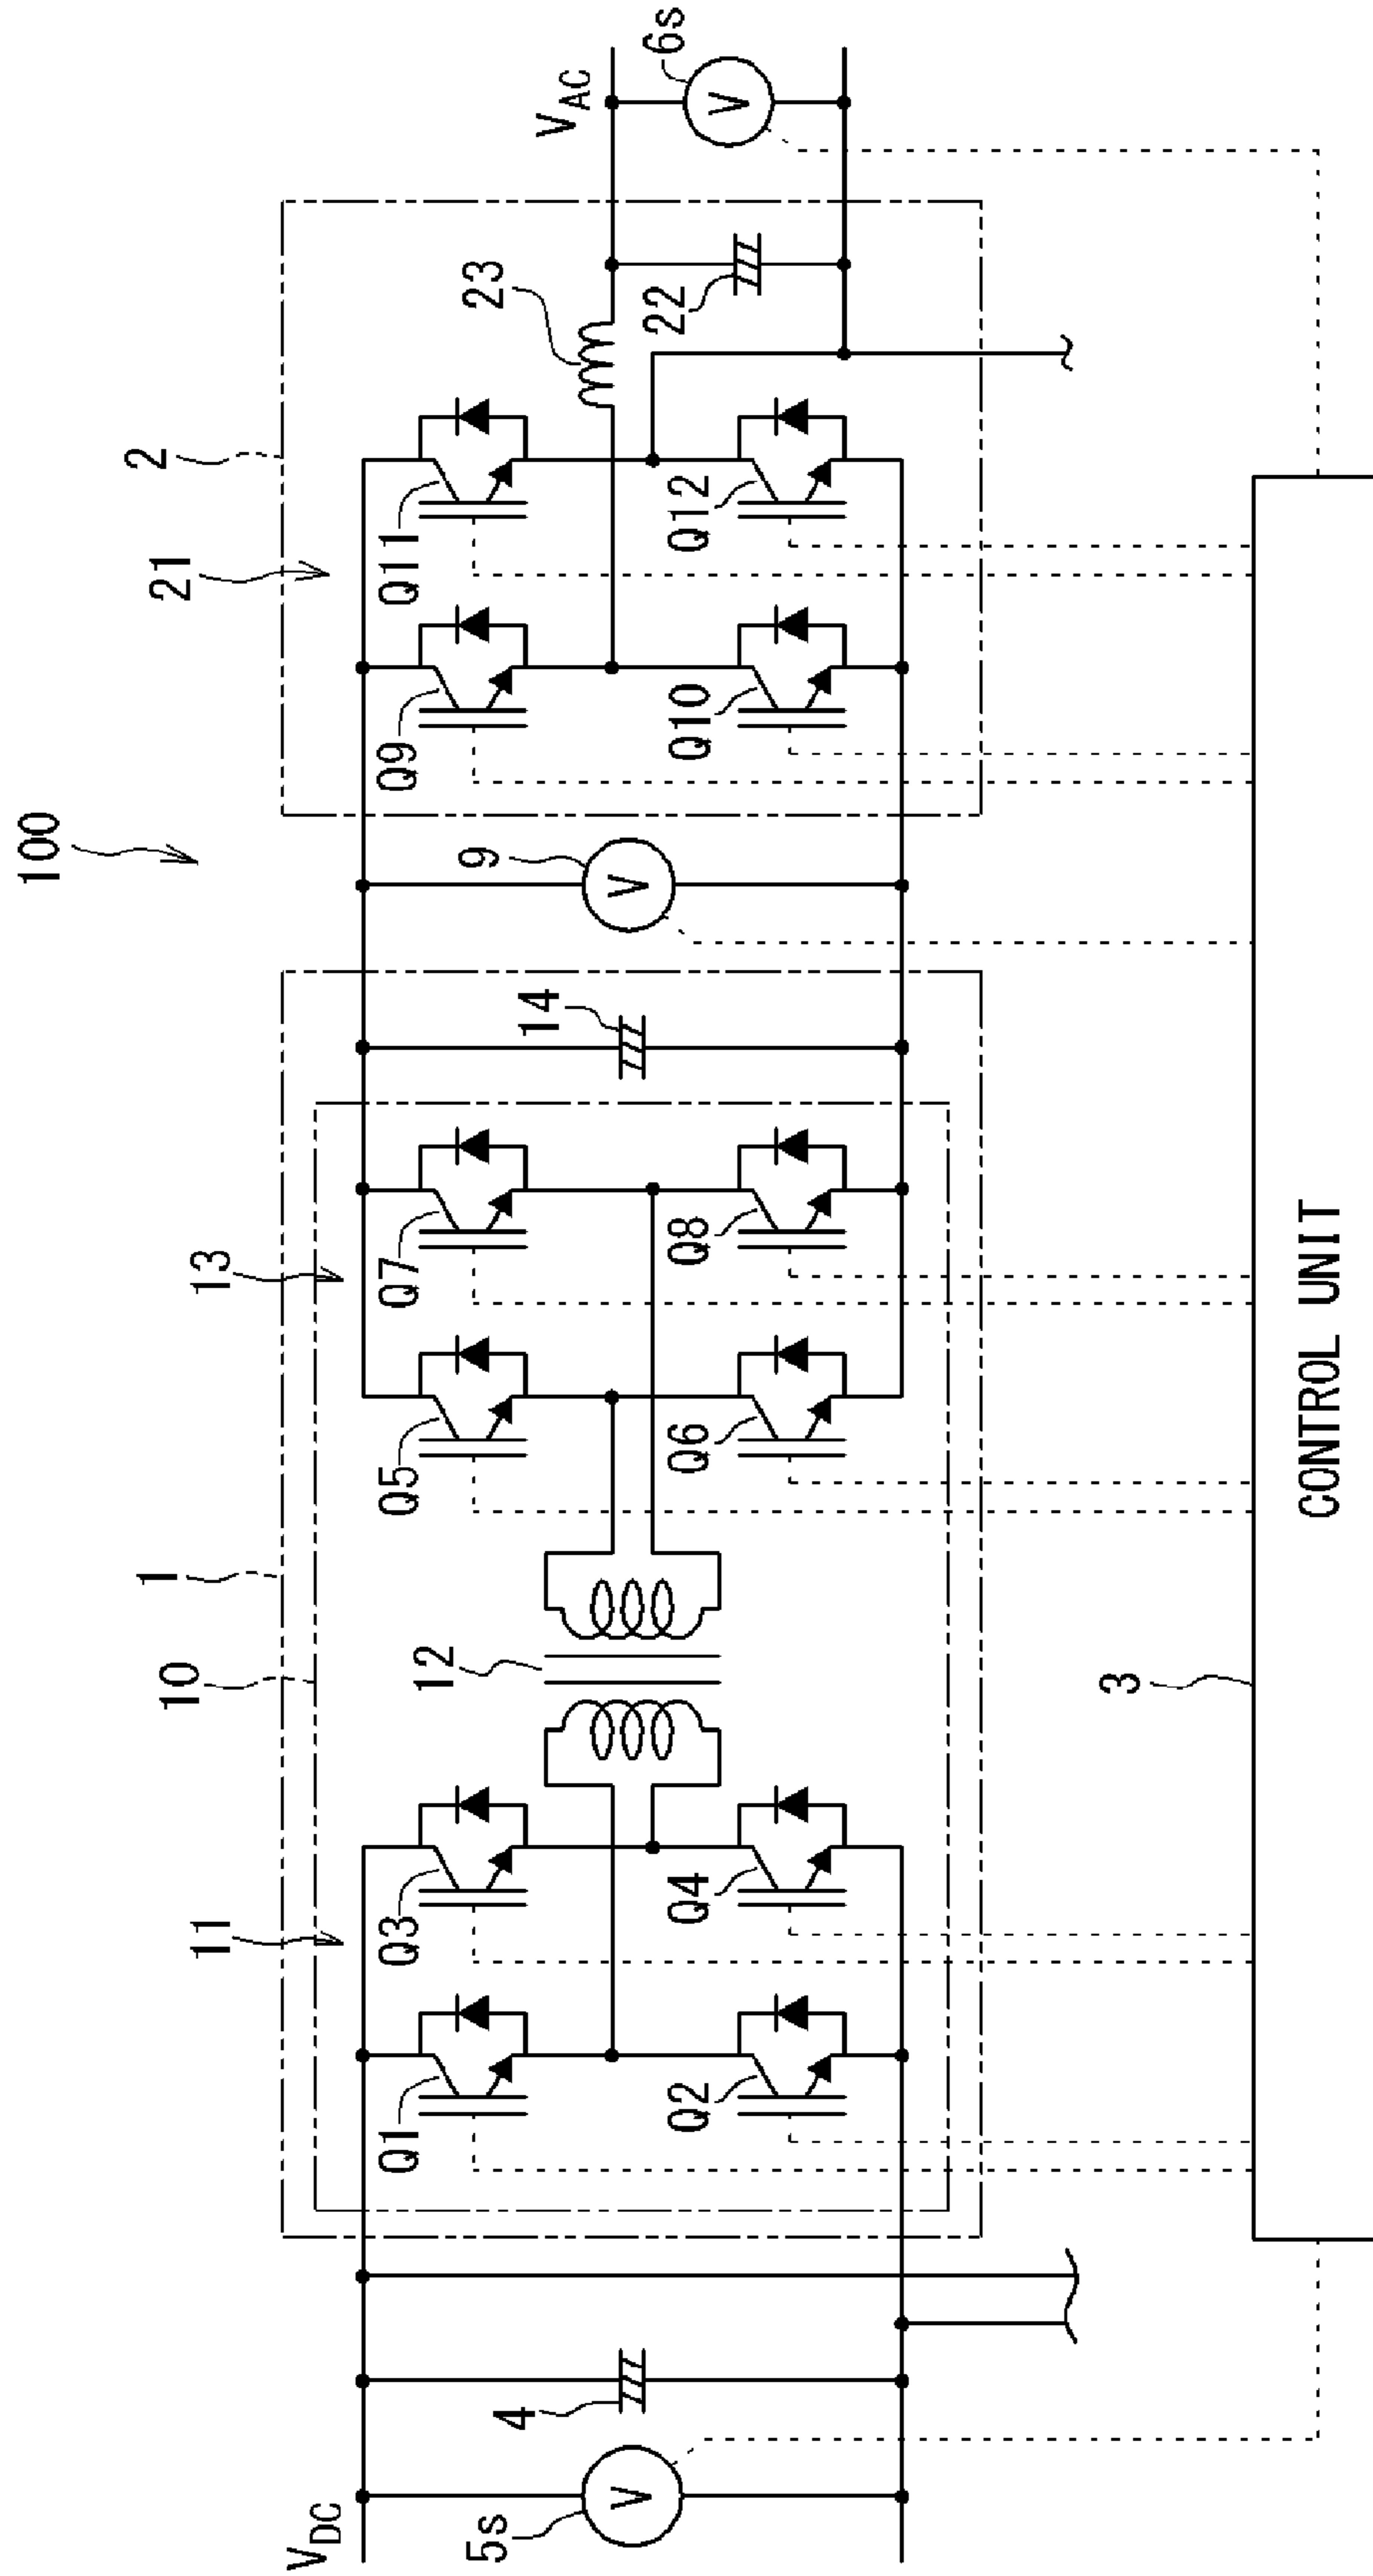 100
1
10
11
12
13
2
21
V_DC
5s
4
Q1
Q2
Q3
Q4
Q5
Q6
Q7
Q8
14
9
V
V
V
Q9
Q10
Q11
Q12
23
22
V_AC
6s
3
CONTROL UNIT